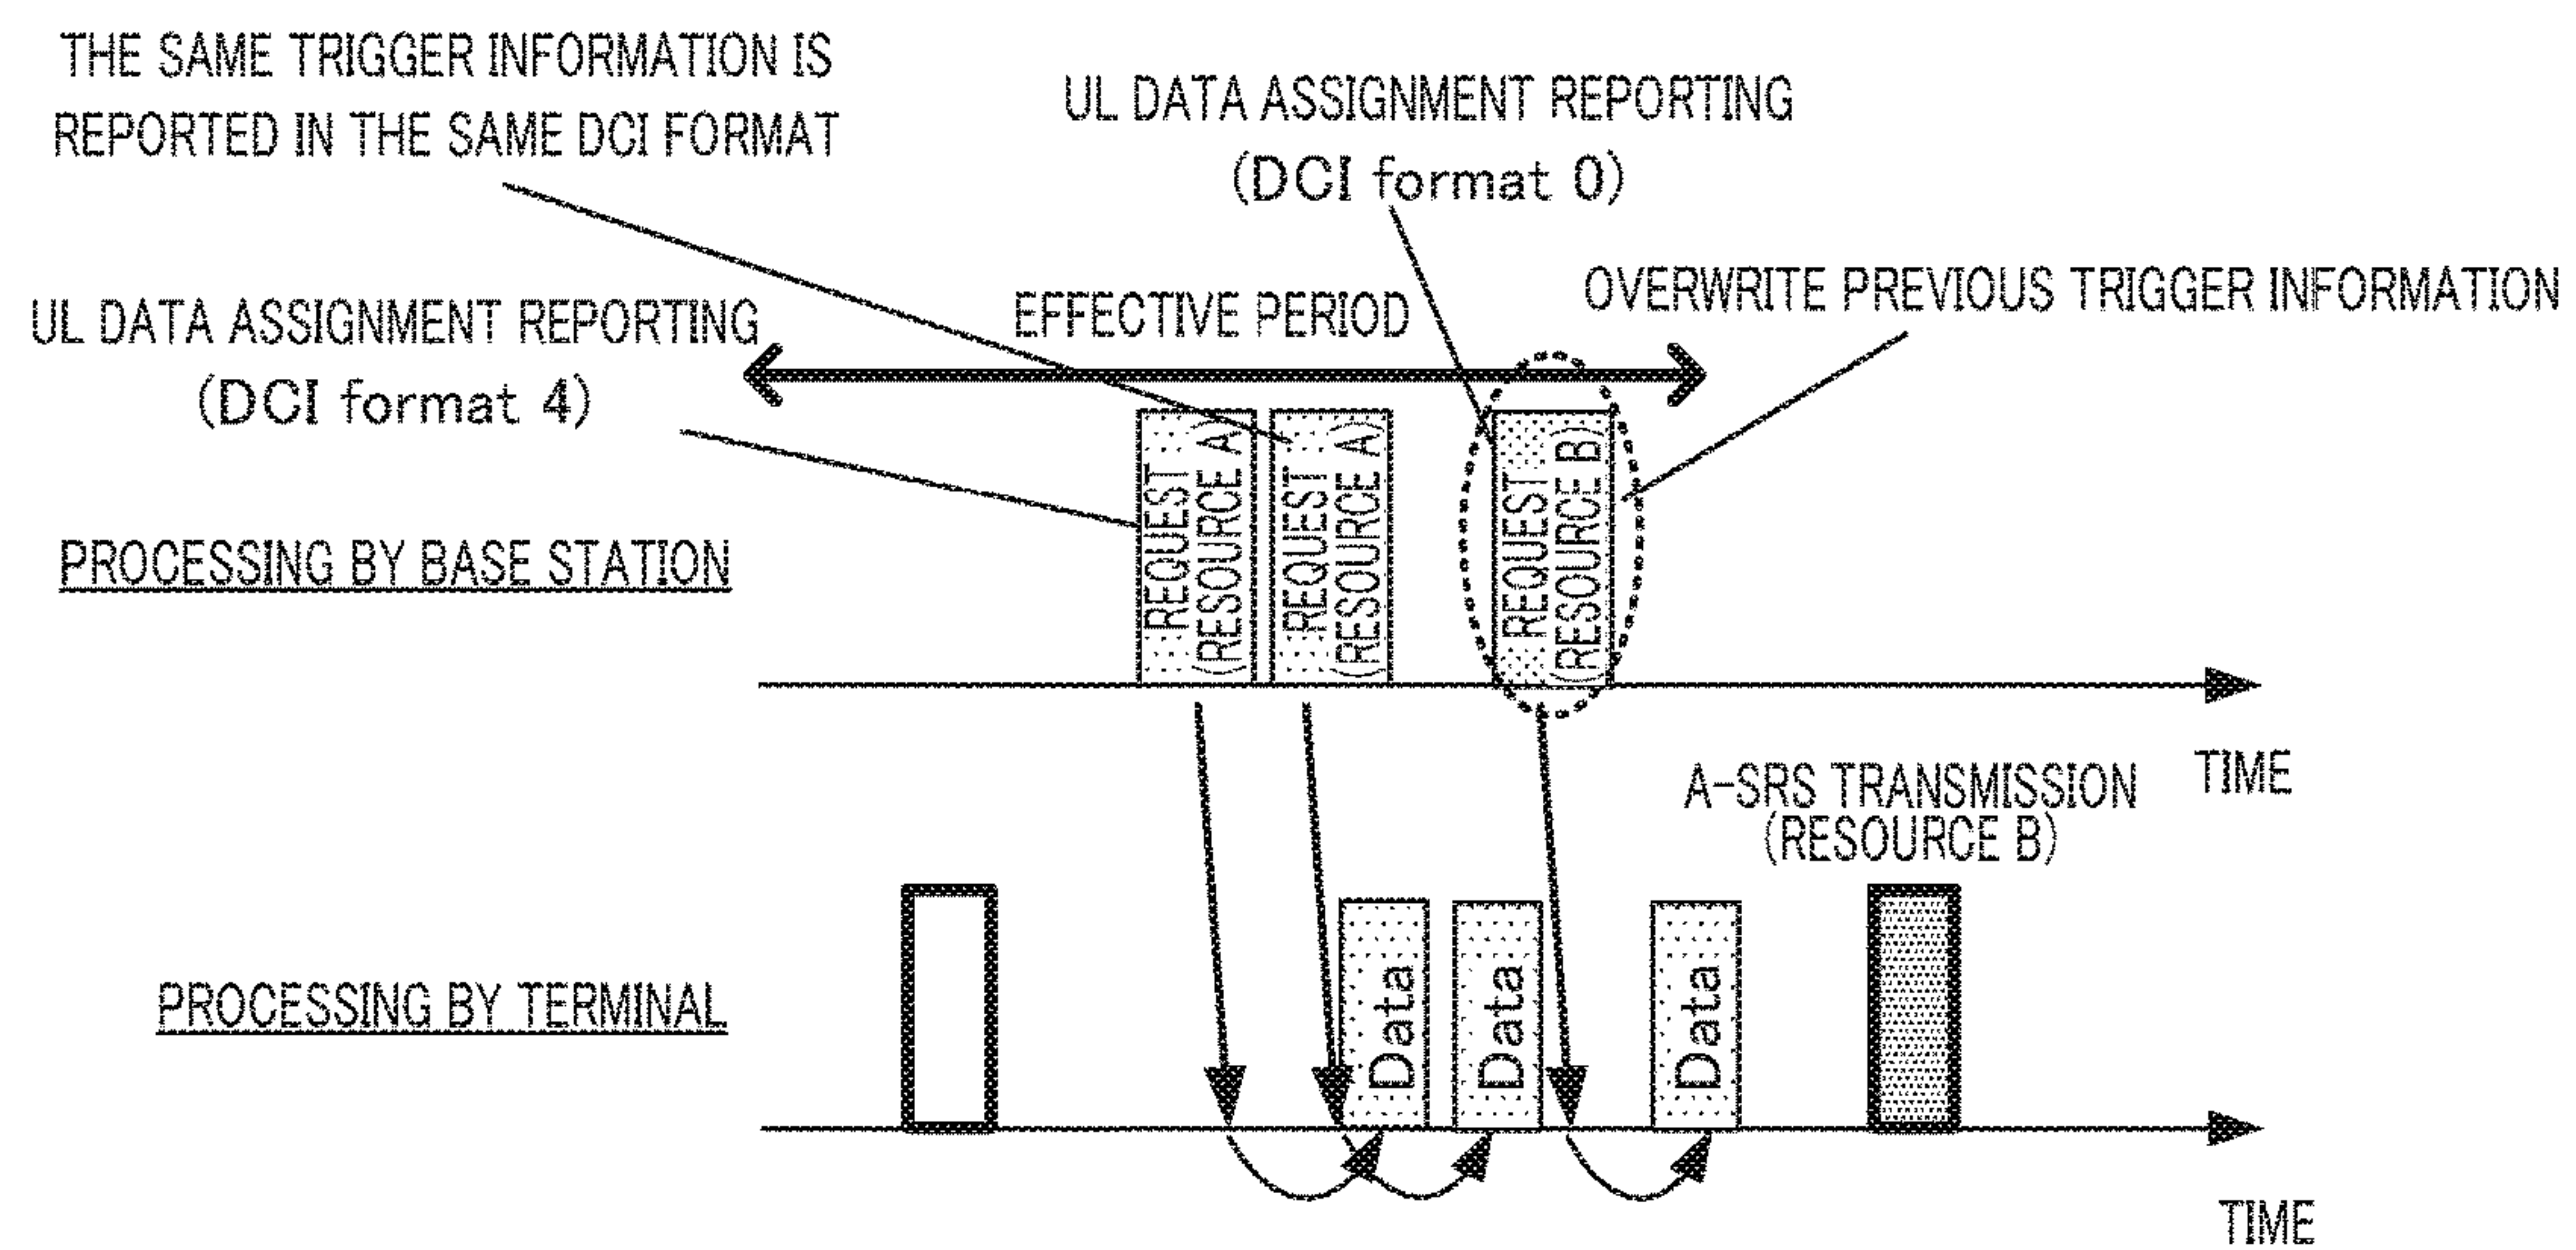 THE SAME TRIGGER INFORMATION IS
REPORTED IN THE SAME DCI FORMAT
UL DATA ASSIGNMENT REPORTING
(DCI format 0)
OVERWRITE PREVIOUS TRIGGER INFORMATION
UL DATA ASSIGNMENT REPORTING
(DCI format 4)
EFFECTIVE PERIOD
PROCESSING BY BASE STATION
REQUEST
(RESOURCE A)
REQUEST
(RESOURCE A)
REQUEST
(RESOURCE B)
TIME
A-SRS TRANSMISSION
(RESOURCE B)
PROCESSING BY TERMINAL
Data
Data
Data
TIME